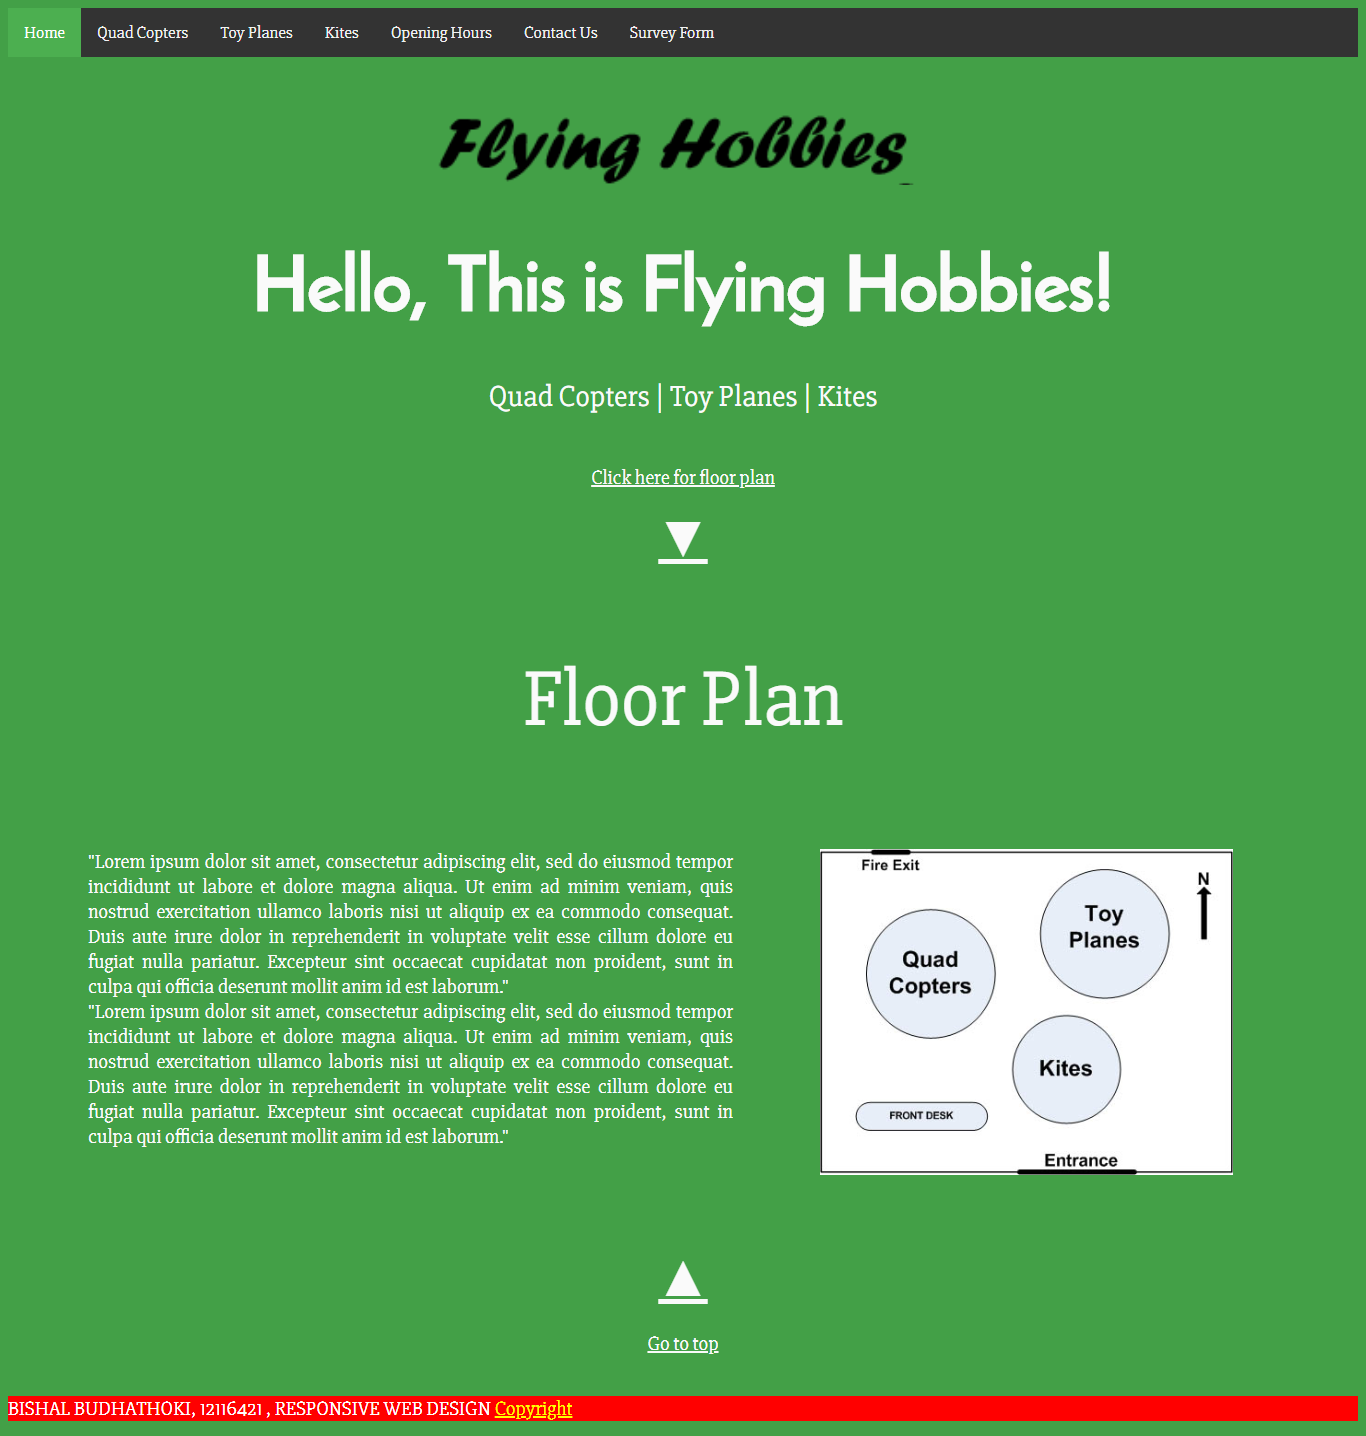 Home Quad Copters Toy Planes Kites Opening Hours Contact Us Survey Form
Flying Hobbies
Hello, This is Flying Hobbies!
Quad Copters | Toy Planes | Kites
Click here for floor plan
▼
Floor Plan
"Lorem ipsum dolor sit amet, consectetur adipiscing elit, sed do eiusmod tempor
incididunt ut labore et dolore magna aliqua. Ut enim ad minim veniam, quis
nostrud exercitation ullamco laboris nisi ut aliquip ex ea commodo consequat.
Duis aute irure dolor in reprehenderit in voluptate velit esse cillum dolore eu
fugiat nulla pariatur. Excepteur sint occaecat cupidatat non proident, sunt in
culpa qui officia deserunt mollit anim id est laborum."
"Lorem ipsum dolor sit amet, consectetur adipiscing elit, sed do eiusmod tempor
incididunt ut labore et dolore magna aliqua. Ut enim ad minim veniam, quis
nostrud exercitation ullamco laboris nisi ut aliquip ex ea commodo consequat.
Duis aute irure dolor in reprehenderit in voluptate velit esse cillum dolore eu
fugiat nulla pariatur. Excepteur sint occaecat cupidatat non proident, sunt in
culpa qui officia deserunt mollit anim id est laborum."
Fire Exit
N
Toy
Planes
Quad
Copters
Kites
FRONT DESK
Entrance
▲
Go to top
BISHAL BUDHATHOKI, 12116421 , RESPONSIVE WEB DESIGN Copyright